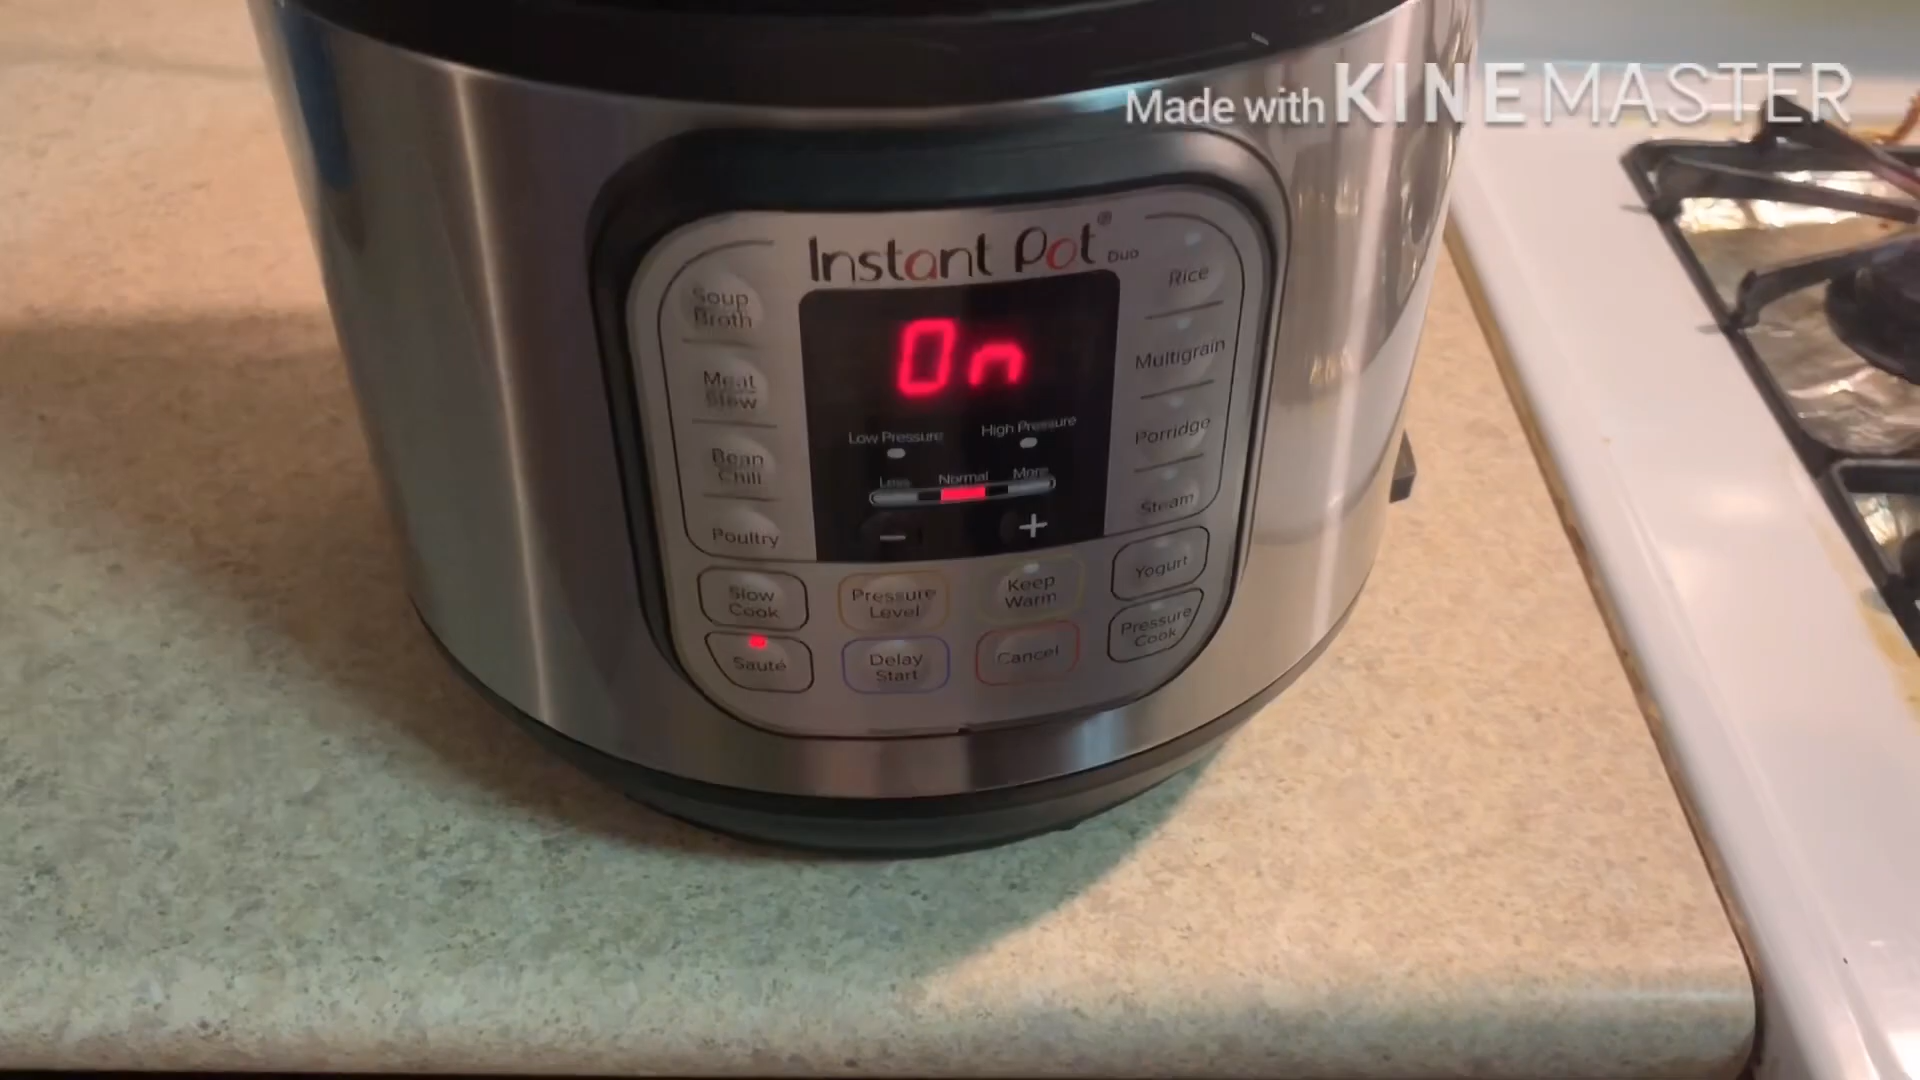 Made with KINEMASTER
Instant Pot® Duo
On
Low Pressure
High Pressure
Less
Normal
More
−
+
Soup
Broth
Meat
Stew
Bean
Chili
Poultry
Slow
Cook
Sauté
Pressure
Level
Delay
Start
Keep
Warm
Cancel
Rice
Multigrain
Porridge
Steam
Yogurt
Pressure
Cook